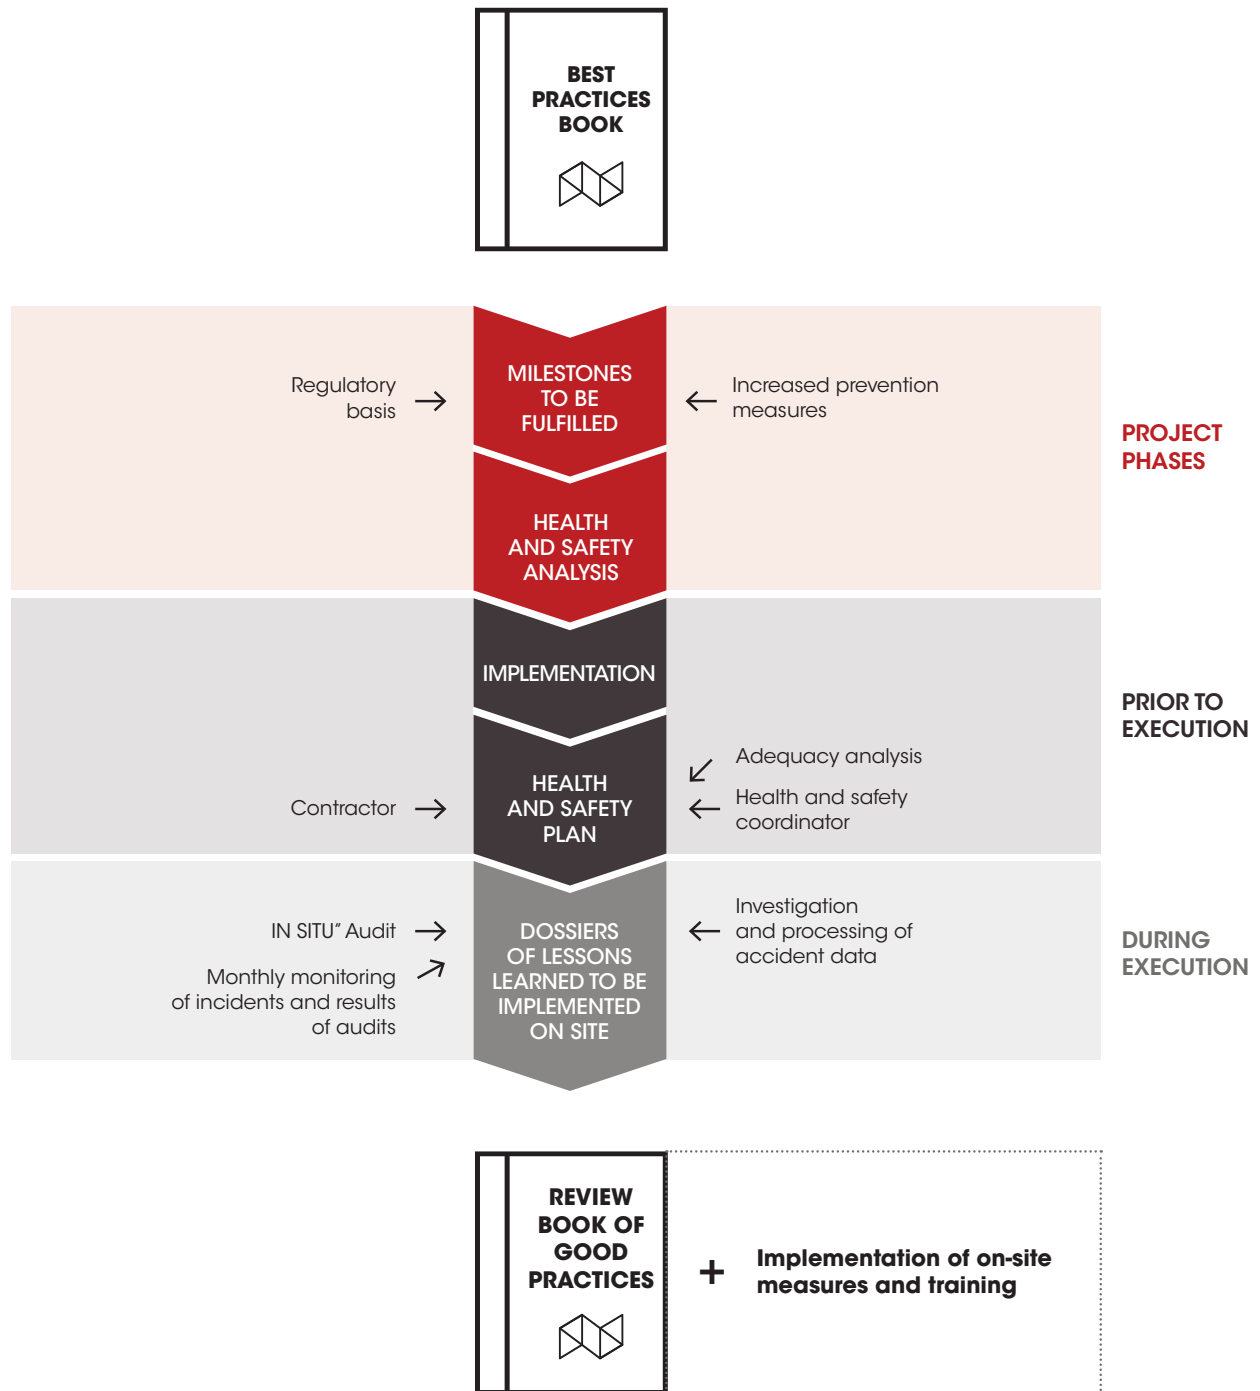 BEST
PRACTICES
BOOK
Regulatory
basis
MILESTONES
TO BE
FULFILLED
Increased prevention
measures
PROJECT
PHASES
HEALTH
AND SAFETY
ANALYSIS
IMPLEMENTATION
PRIOR TO
EXECUTION
Contractor
HEALTH
AND SAFETY
PLAN
Adequacy analysis
Health and safety
coordinator
IN SITU” Audit
Monthly monitoring
of incidents and results
of audits
DOSSIERS
OF LESSONS
LEARNED TO BE
IMPLEMENTED
ON SITE
Investigation
and processing of
accident data
DURING
EXECUTION
REVIEW
BOOK OF
GOOD
PRACTICES
+
Implementation of on-site
measures and training